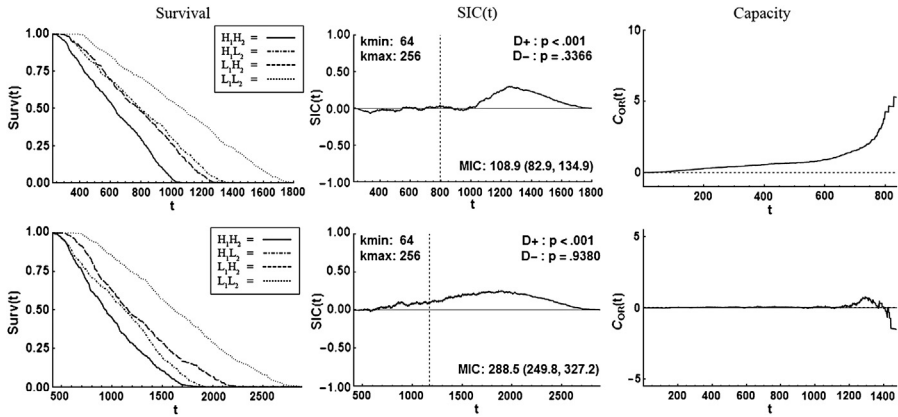 Survival
SIC(t)
Capacity
1.00
0.75
0.50
0.25
0.00
Surv(t)
400 600 800 1000 1200 1400 1600 1800
t
H₁H₂ =
H₁L₂ =
L₁H₂ =
L₁L₂ =
1.00
0.50
0.00
−0.50
−1.00
SIC(t)
kmin: 64
kmax: 256
D+ : p < .001
D− : p = .3366
MIC: 108.9 (82.9, 134.9)
400 600 800 1000 1200 1400 1600 1800
t
10
5
0
C_OR(t)
200 400 600 800
t
1.00
0.75
0.50
0.25
0.00
Surv(t)
500 1000 1500 2000 2500
t
H₁H₂ =
H₁L₂ =
L₁H₂ =
L₁L₂ =
1.00
0.50
0.00
−0.50
−1.00
SIC(t)
kmin: 64
kmax: 256
D+ : p < .001
D− : p = .9380
MIC: 288.5 (249.8, 327.2)
500 1000 1500 2000 2500
t
5
0
−5
C_OR(t)
200 400 600 800 1000 1200 1400
t